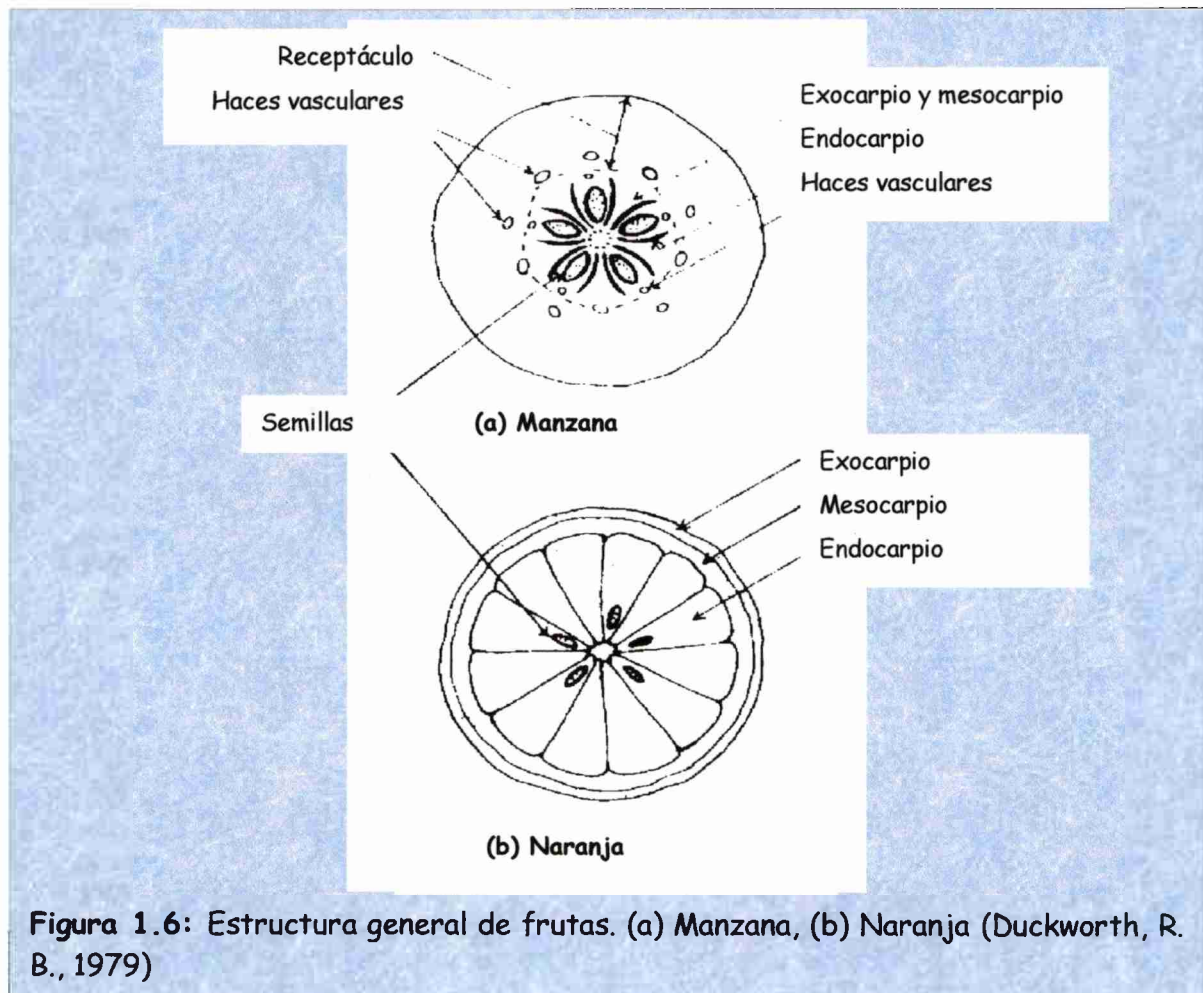 Receptáculo
Haces vasculares
Exocarpio y mesocarpio
Endocarpio
Haces vasculares
Semillas
(a) Manzana
Exocarpio
Mesocarpio
Endocarpio
(b) Naranja
Figura 1.6: Estructura general de frutas. (a) Manzana, (b) Naranja (Duckworth, R.
B., 1979)